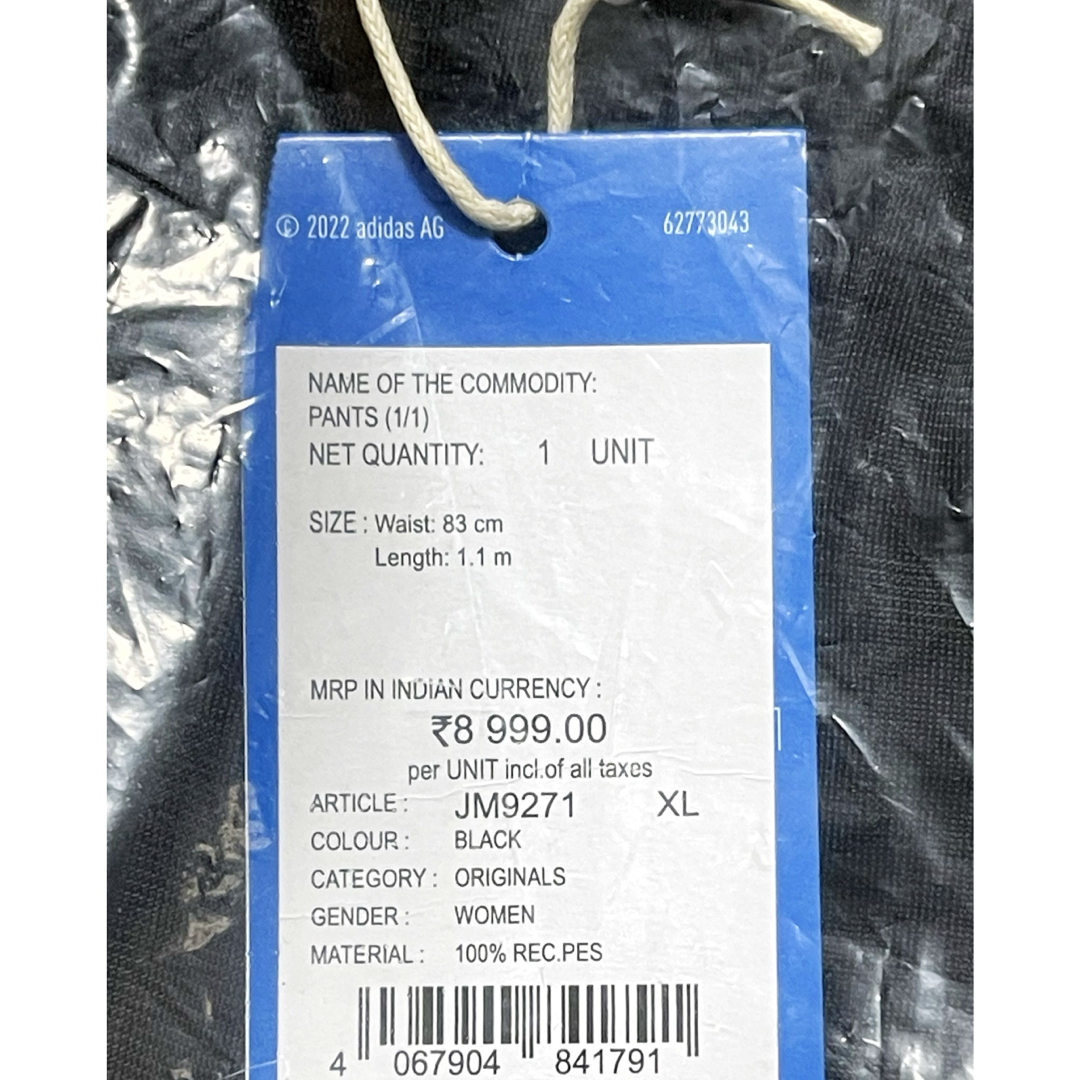 © 2022 adidas AG 62773043
NAME OF THE COMMODITY:
PANTS (1/1)
NET QUANTITY: 1 UNIT
SIZE : Waist: 83 cm
Length: 1.1 m
MRP IN INDIAN CURRENCY :
₹8 999.00
per UNIT incl.of all taxes
ARTICLE : JM9271 XL
COLOUR : BLACK
CATEGORY : ORIGINALS
GENDER : WOMEN
MATERIAL : 100% REC.PES
4 067904 841791